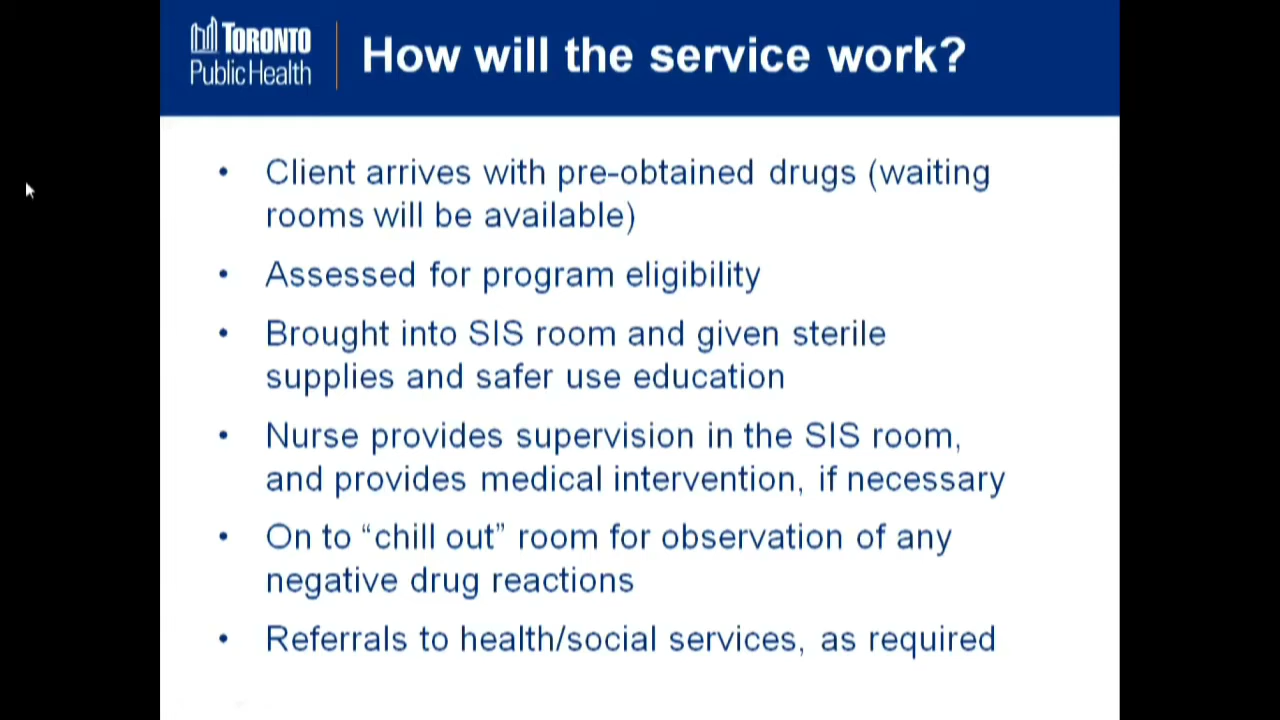 TORONTO
Public Health
How will the service work?
• Client arrives with pre-obtained drugs (waiting
rooms will be available)
• Assessed for program eligibility
• Brought into SIS room and given sterile
supplies and safer use education
• Nurse provides supervision in the SIS room,
and provides medical intervention, if necessary
• On to “chill out” room for observation of any
negative drug reactions
• Referrals to health/social services, as required